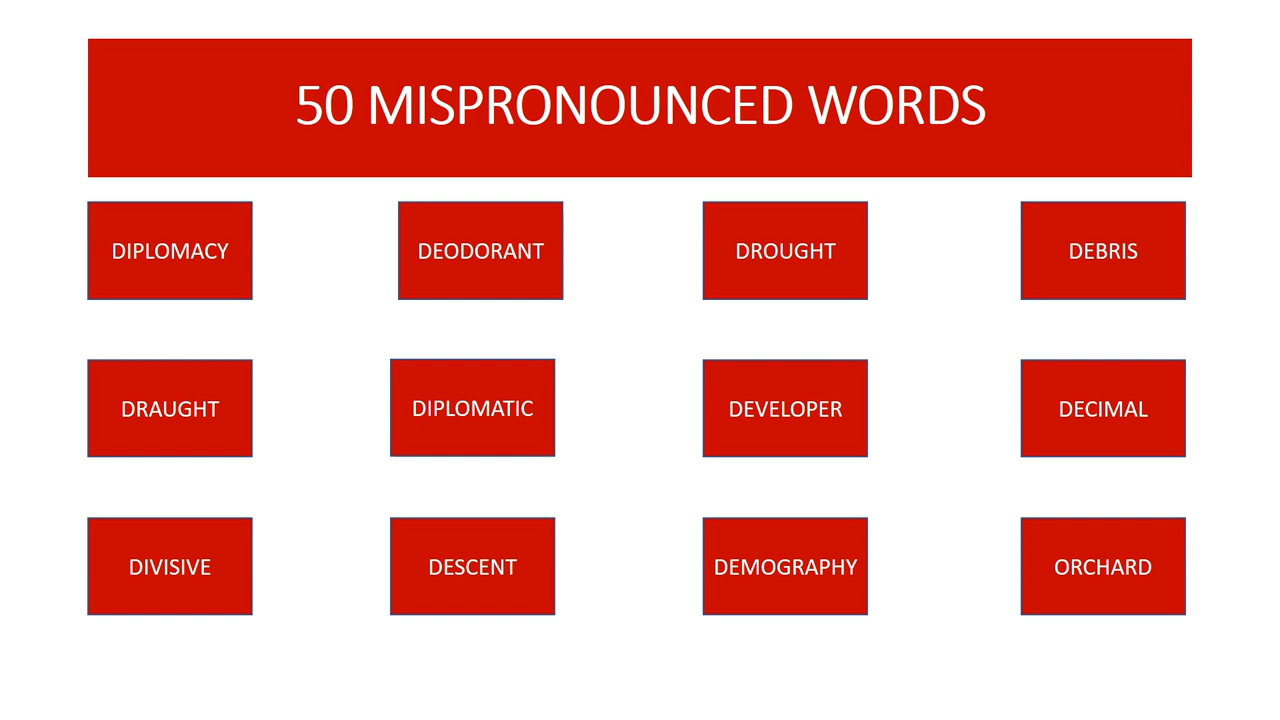 50 MISPRONOUNCED WORDS
DIPLOMACY
DEODORANT
DROUGHT
DEBRIS
DRAUGHT
DIPLOMATIC
DEVELOPER
DECIMAL
DIVISIVE
DESCENT
DEMOGRAPHY
ORCHARD